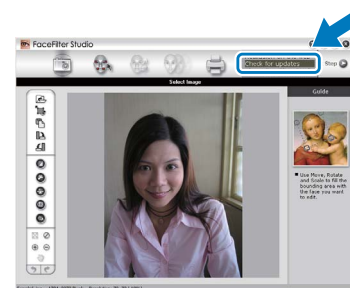 FaceFilter Studio
Check for updates
Step
Select Image
Guide
Use Move, Rotate
and Scale to fill the
bounding area with
the face you want
to edit.